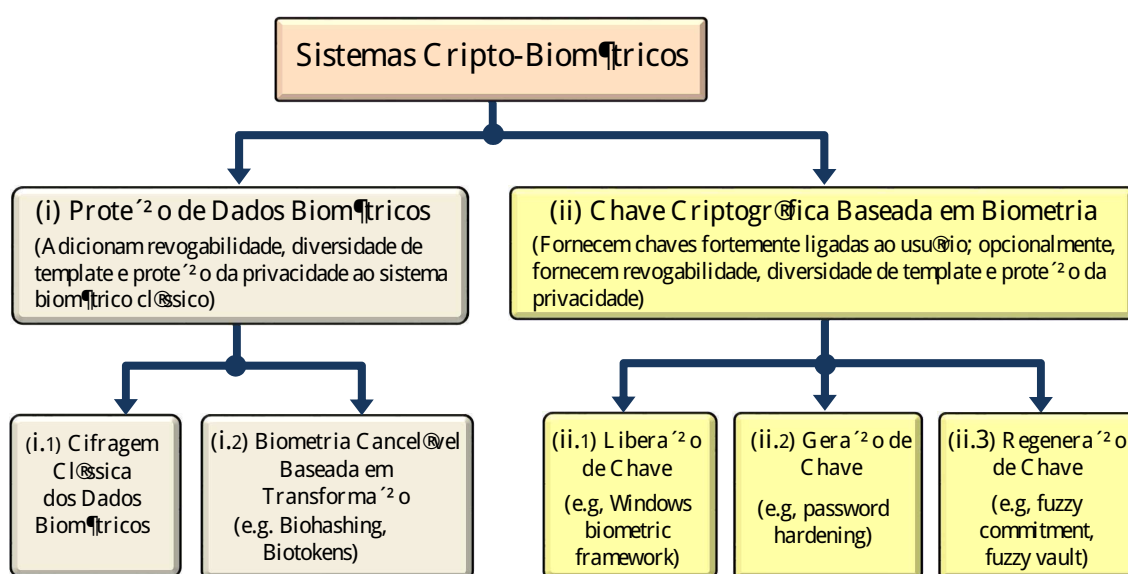 Sistemas Cripto-Biom¶tricos
(i) Prote´²o de Dados Biom¶tricos
(Adicionam revogabilidade, diversidade de
template e prote´²o da privacidade ao sistema
biom¶trico cl®ssico)
(ii) Chave Criptogr®fica Baseada em Biometria
(Fornecem chaves fortemente ligadas ao usu®rio; opcionalmente,
fornecem revogabilidade, diversidade de template e prote´²o da
privacidade)
(i.1) Cifragem
Cl®ssica
dos Dados
Biom¶tricos
(i.2) Biometria Cancel®vel
Baseada em
Transforma´²o
(e.g. Biohashing,
Biotokens)
(ii.1) Libera´²o
de Chave
(e.g, Windows
biometric
framework)
(ii.2) Gera´²o de
Chave
(e.g, password
hardening)
(ii.3) Regenera´²o
de Chave
(e.g, fuzzy
commitment,
fuzzy vault)